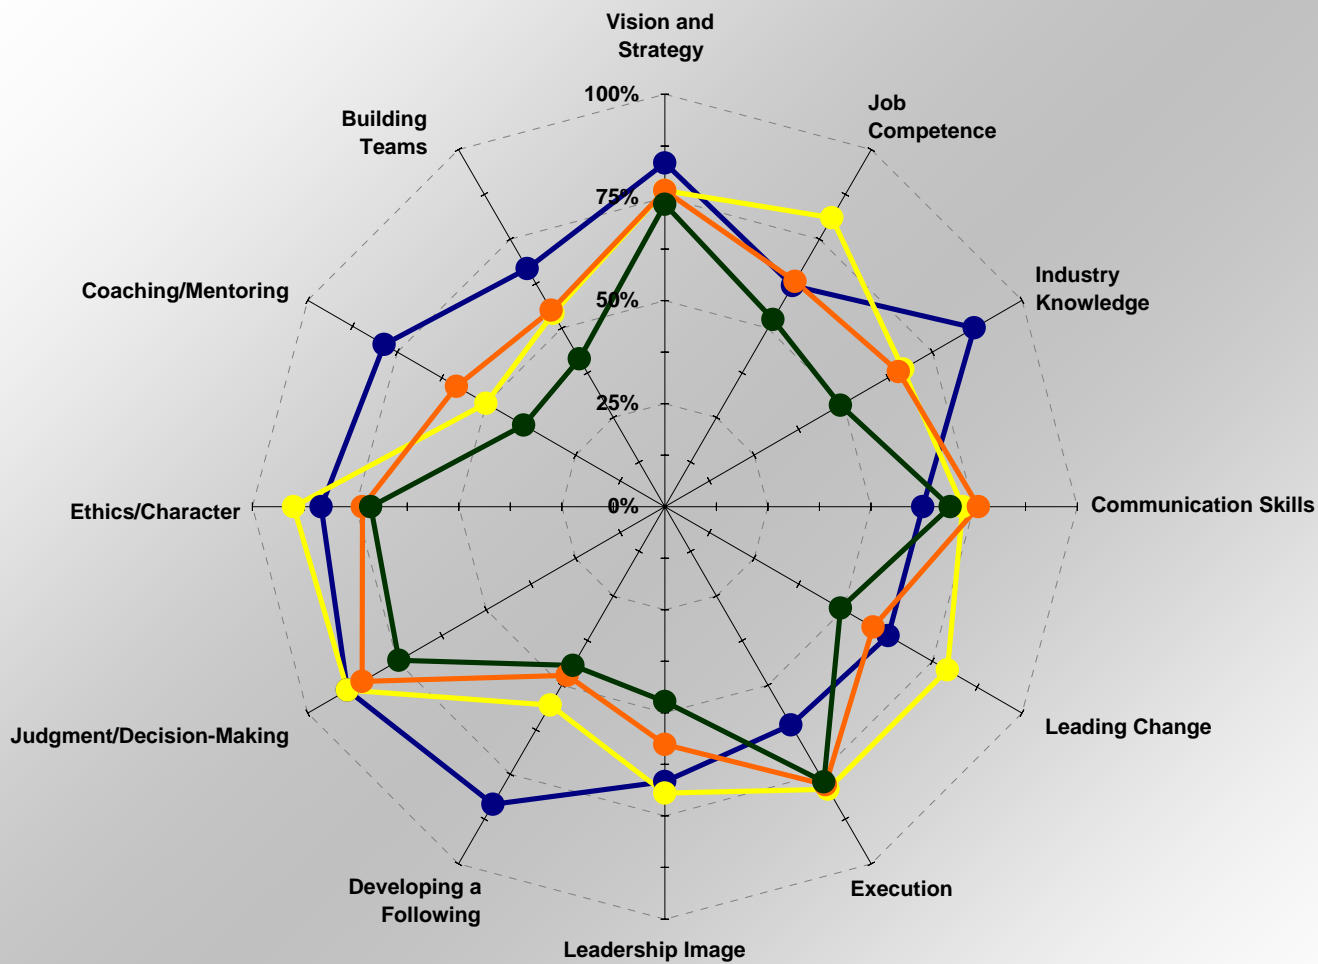 Vision and
Strategy
100%
Job
Competence
Building
Teams
75%
Industry
Knowledge
Coaching/Mentoring
50%
25%
Communication Skills
0%
Ethics/Character
Leading Change
Judgment/Decision-Making
Execution
Developing a
Following
Leadership Image